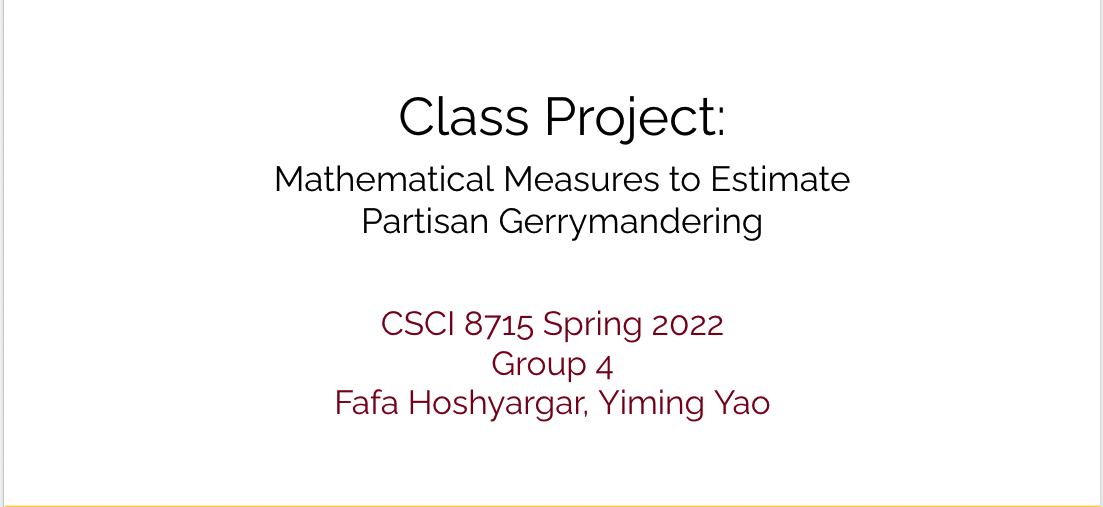 Class Project:
Mathematical Measures to Estimate
Partisan Gerrymandering
CSCI 8715 Spring 2022
Group 4
Fafa Hoshyargar, Yiming Yao